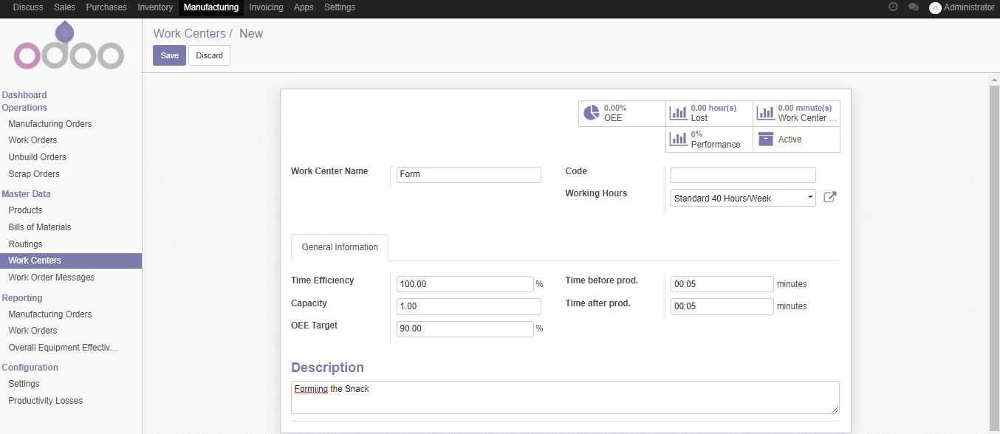 Discuss Sales Purchases Inventory Manufacturing Invoicing Apps Settings Administrator
odoo
Work Centers / New
Save Discard
Dashboard
Operations
Manufacturing Orders
Work Orders
Unbuild Orders
Scrap Orders
Master Data
Products
Bills of Materials
Routings
Work Centers
Work Order Messages
Reporting
Manufacturing Orders
Work Orders
Overall Equipment Effectiv…
Configuration
Settings
Productivity Losses
0.00% OEE
0.00 hour(s) Lost
0.00 minute(s) Work Center ...
0% Performance
Active
Work Center Name Form
Code
Working Hours Standard 40 Hours/Week
General Information
Time Efficiency 100.00 %
Time before prod. 00:05 minutes
Capacity 1.00
Time after prod. 00:05 minutes
OEE Target 90.00 %
Description
Formiing the Snack